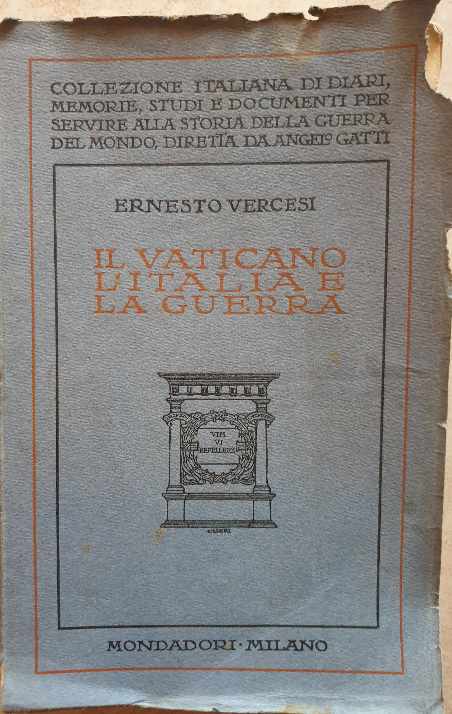 COLLEZIONE ITALIANA DI DIARI,
MEMORIE, STUDI E DOCUMENTI PER
SERVIRE ALLA STORIA DELLA GUERRA
DEL MONDO, DIRETTA DA ANGELO GATTI
ERNESTO VERCESI
IL VATICANO
L'ITALIA E
LA GUERRA
VIM
VI
REPELLERE
MONDADORI · MILANO